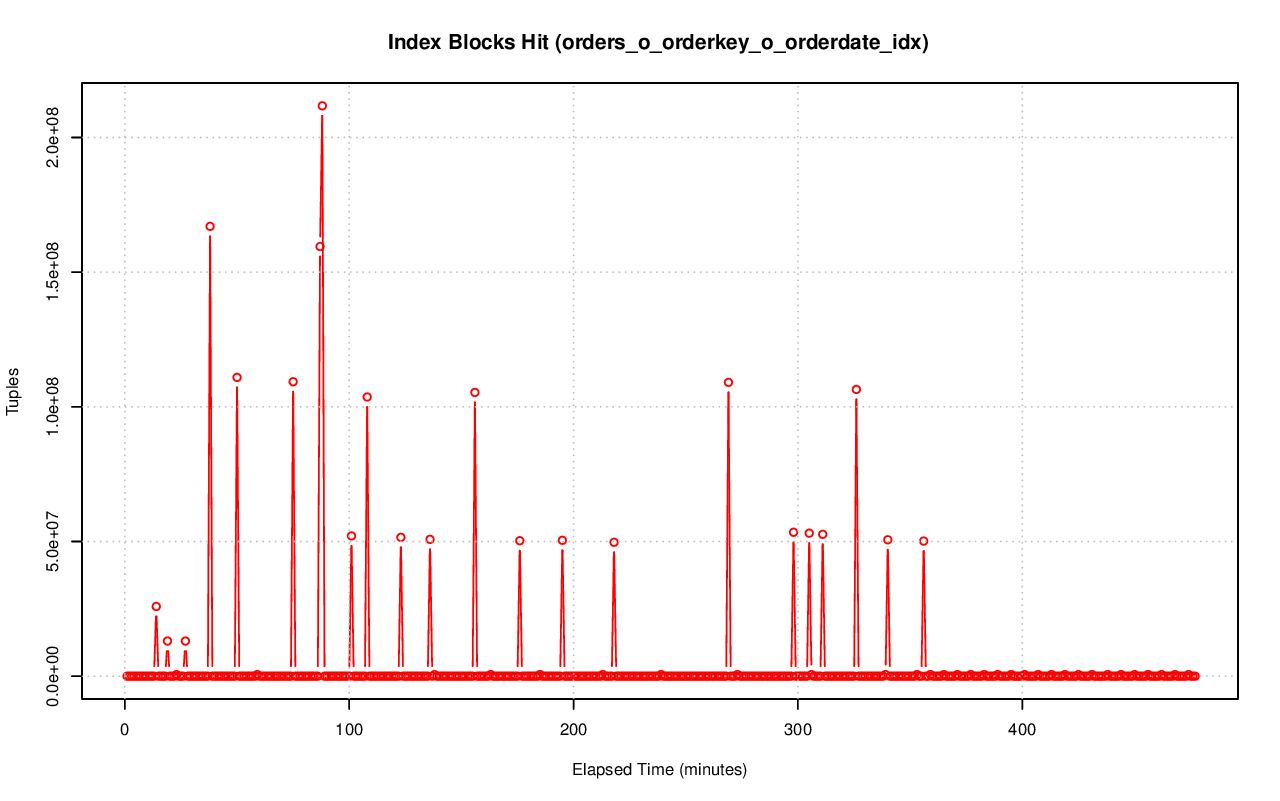 Index Blocks Hit (orders_o_orderkey_o_orderdate_idx)
Tuples
2.0e+08
1.5e+08
1.0e+08
5.0e+07
0.0e+00
0 100 200 300 400
Elapsed Time (minutes)